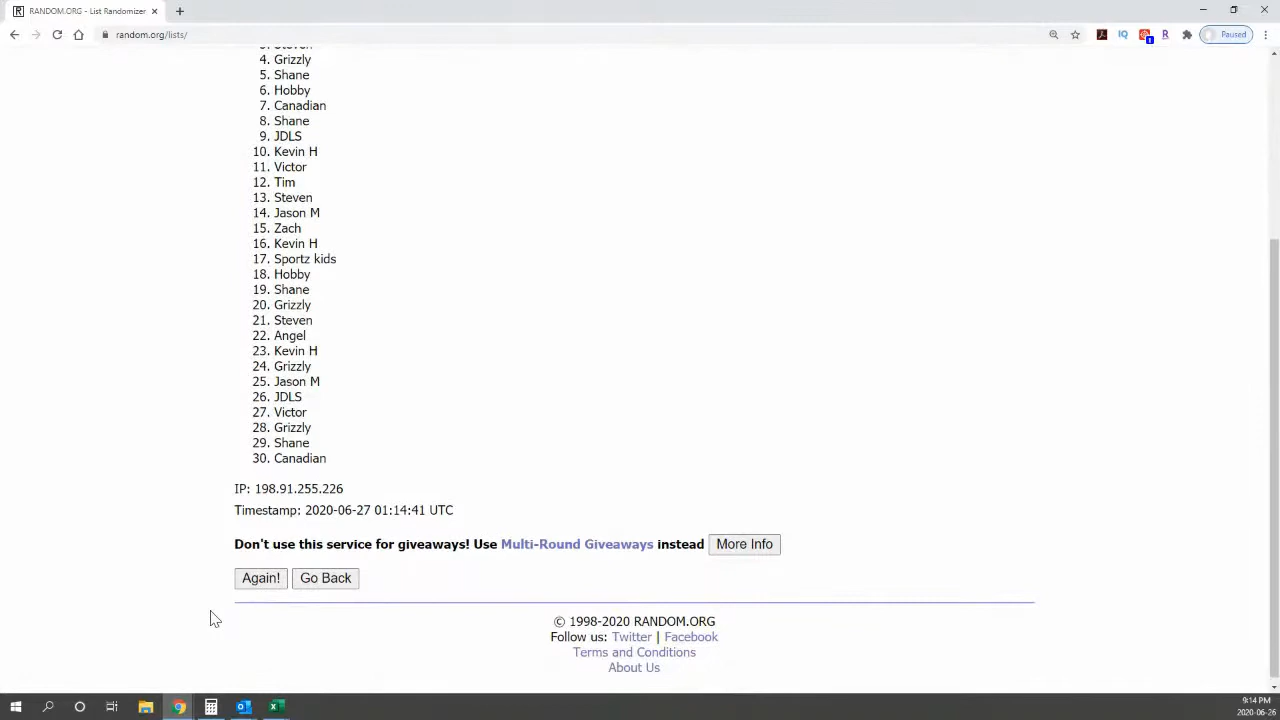 RANDOM.ORG - List Randomizer
random.org/lists/
Paused
3. Steven
4. Grizzly
5. Shane
6. Hobby
7. Canadian
8. Shane
9. JDLS
10. Kevin H
11. Victor
12. Tim
13. Steven
14. Jason M
15. Zach
16. Kevin H
17. Sportz kids
18. Hobby
19. Shane
20. Grizzly
21. Steven
22. Angel
23. Kevin H
24. Grizzly
25. Jason M
26. JDLS
27. Victor
28. Grizzly
29. Shane
30. Canadian
IP: 198.91.255.226
Timestamp: 2020-06-27 01:14:41 UTC
Don't use this service for giveaways! Use Multi-Round Giveaways instead More Info
Again! Go Back
© 1998-2020 RANDOM.ORG
Follow us: Twitter | Facebook
Terms and Conditions
About Us
9:14 PM
2020-06-26